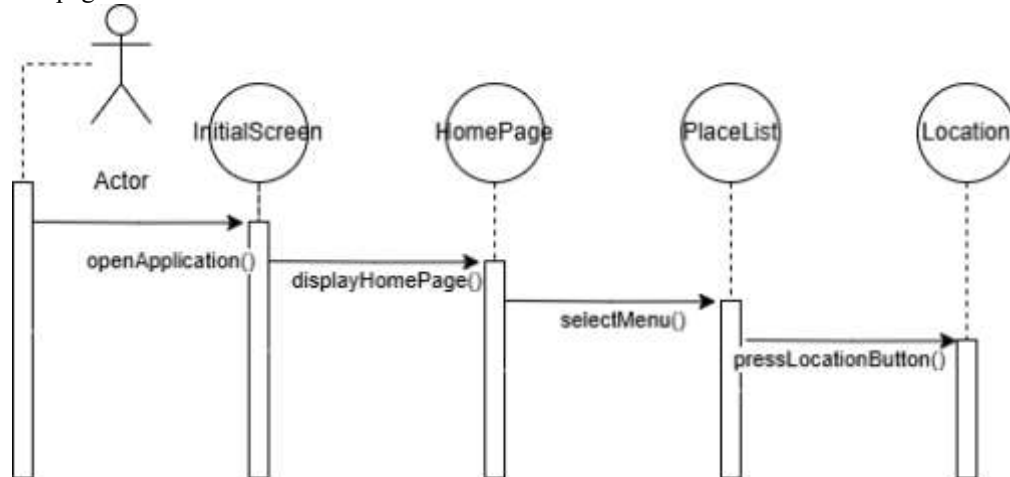 InitialScreen
HomePage
PlaceList
Location
Actor
openApplication()
displayHomePage()
selectMenu()
pressLocationButton()